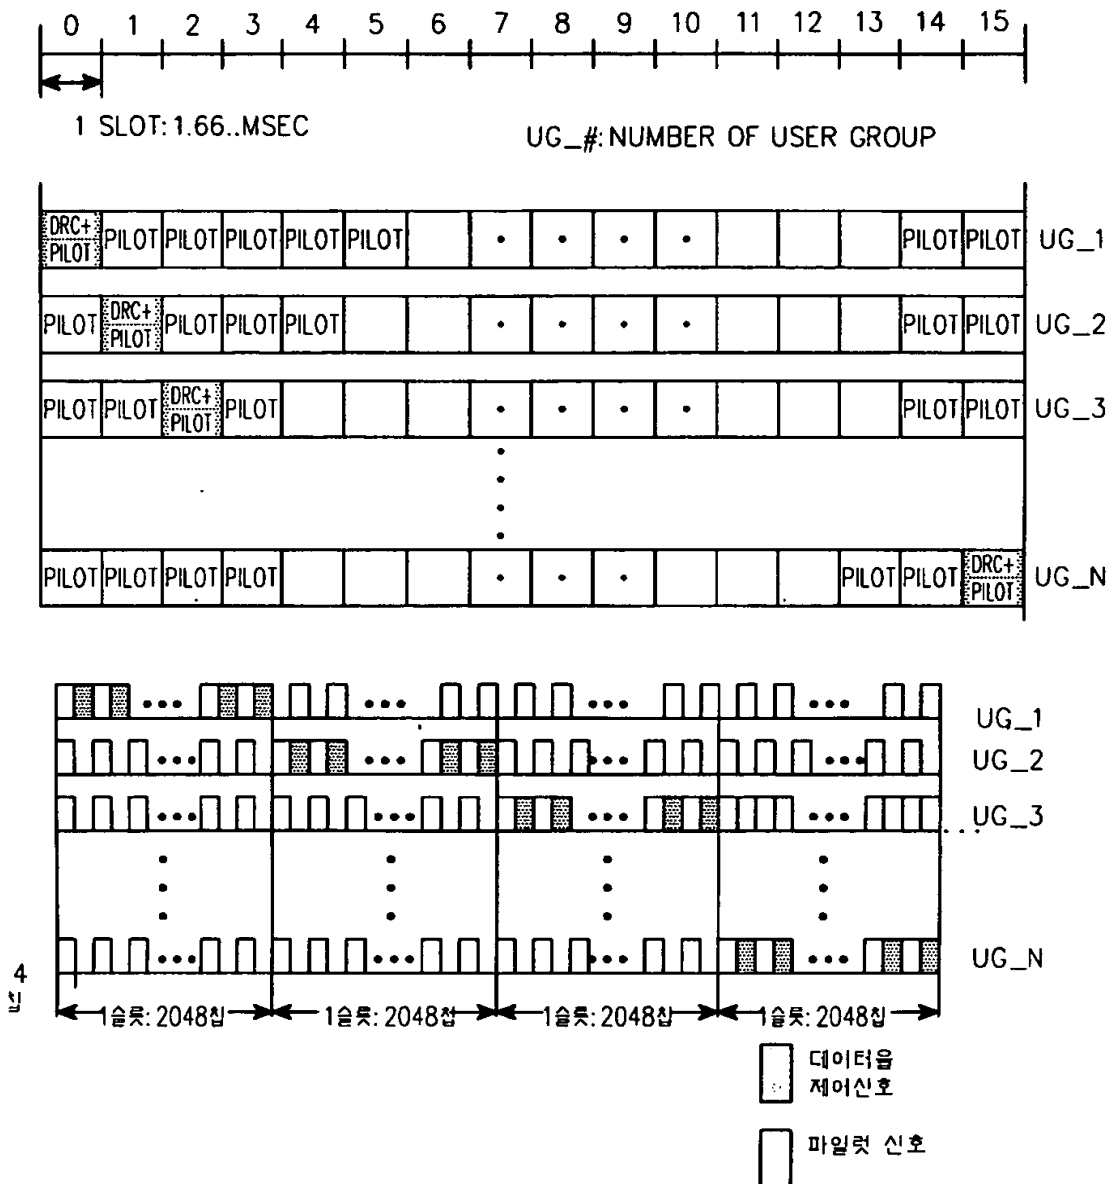 0 1 2 3 4 5 6 7 8 9 10 11 12 13 14 15
1 SLOT: 1.66..MSEC
UG_#: NUMBER OF USER GROUP
DRC+ PILOT PILOT PILOT PILOT PILOT PILOT PILOT PILOT UG_1
PILOT DRC+ PILOT PILOT PILOT PILOT PILOT PILOT UG_2
PILOT PILOT DRC+ PILOT PILOT PILOT PILOT UG_3
PILOT PILOT PILOT PILOT PILOT PILOT DRC+ PILOT UG_N
UG_1
UG_2
UG_3
UG_N
4
칩
1슬롯: 2048칩 1슬롯: 2048칩 1슬롯: 2048칩 1슬롯: 2048칩
데이터율
제어신호
파일럿 신호